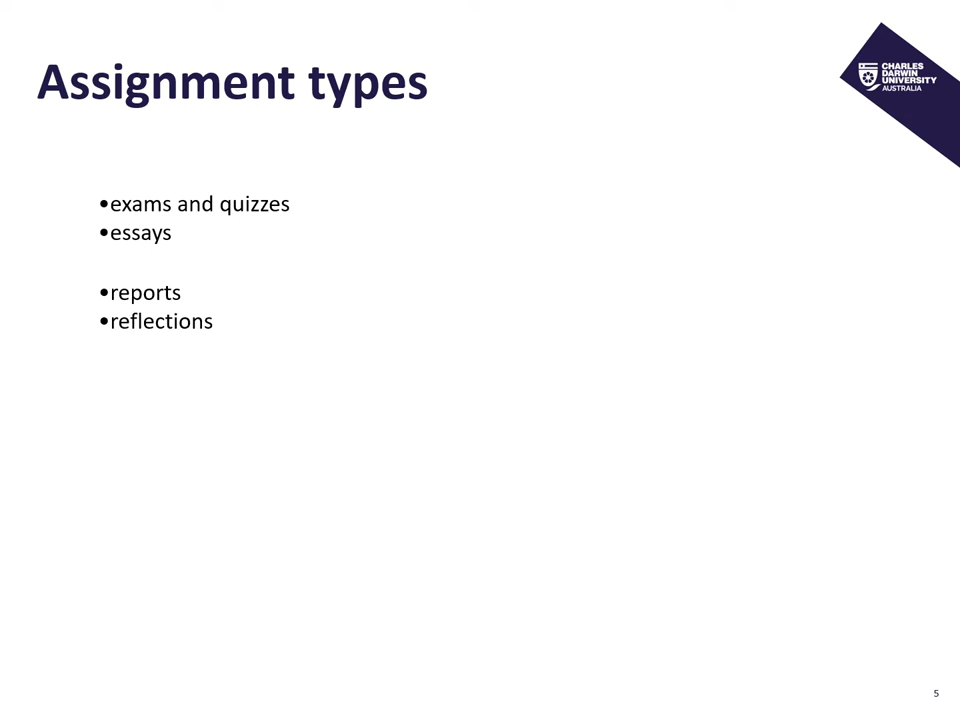 Assignment types
CHARLES
DARWIN
UNIVERSITY
AUSTRALIA
•exams and quizzes
•essays
•reports
•reflections
5